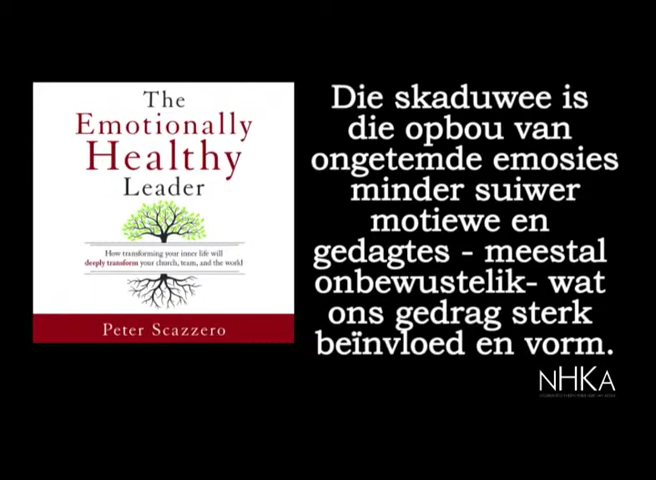 The
Emotionally
Healthy
Leader
How transforming your inner life will
deeply transform your church, team, and the world
Peter Scazzero
Die skaduwee is
die opbou van
ongetemde emosies
minder suiwer
motiewe en
gedagtes - meestal
onbewustelik- wat
ons gedrag sterk
beïnvloed en vorm.
NHKA